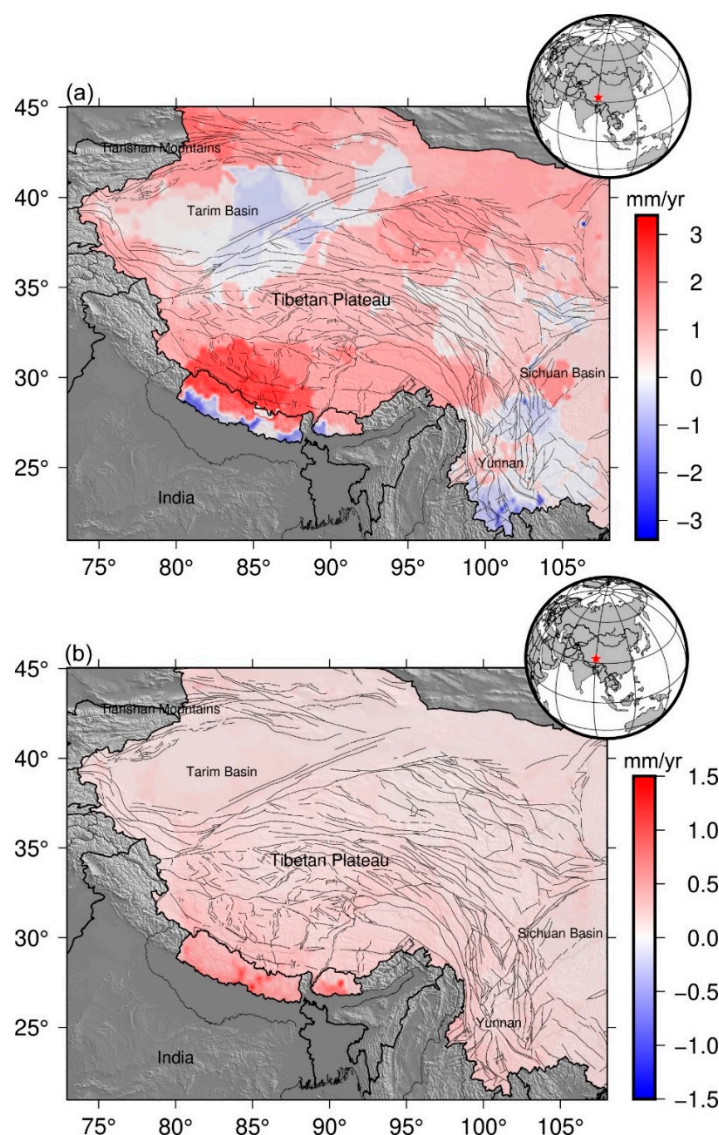 (a)
45°
40°
35°
30°
25°
75° 80° 85° 90° 95° 100° 105°
Tianshan Mountains
Tarim Basin
Tibetan Plateau
Sichuan Basin
Yunnan
India
mm/yr
3
2
1
0
−1
−2
−3
(b)
45°
40°
35°
30°
25°
75° 80° 85° 90° 95° 100° 105°
Tianshan Mountains
Tarim Basin
Tibetan Plateau
Sichuan Basin
Yunnan
India
mm/yr
1.5
1.0
0.5
0.0
−0.5
−1.0
−1.5